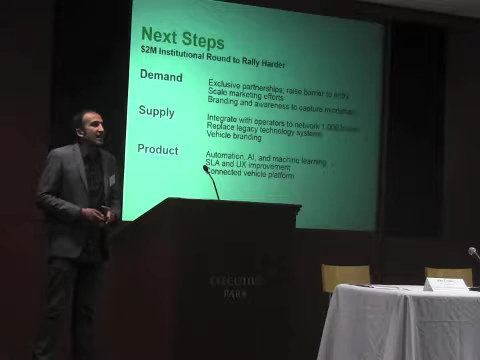 Next Steps
$2M Institutional Round to Rally Harder
Demand
Exclusive partnerships; raise barrier to entry
Scale marketing efforts
Branding and awareness to capture
Supply
Integrate with operators to network 1,000
Replace legacy technology systems
Vehicle branding
Product
Automation, AI, and machine learning
SLA and UX improvement
Connected vehicle platform
EXECUTIVE
PARK